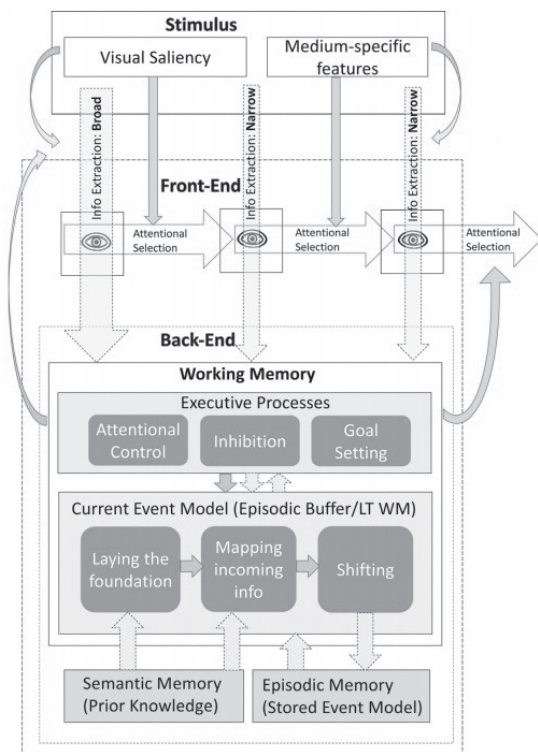 Stimulus
Visual Saliency
Medium-specific
features
Info Extraction: Broad
Info Extraction: Narrow
Info Extraction: Narrow
Front-End
Attentional
Selection
Attentional
Selection
Attentional
Selection
Back-End
Working Memory
Executive Processes
Attentional
Control
Inhibition
Goal
Setting
Current Event Model (Episodic Buffer/LT WM)
Laying the
foundation
Mapping
incoming
info
Shifting
Semantic Memory
(Prior Knowledge)
Episodic Memory
(Stored Event Model)